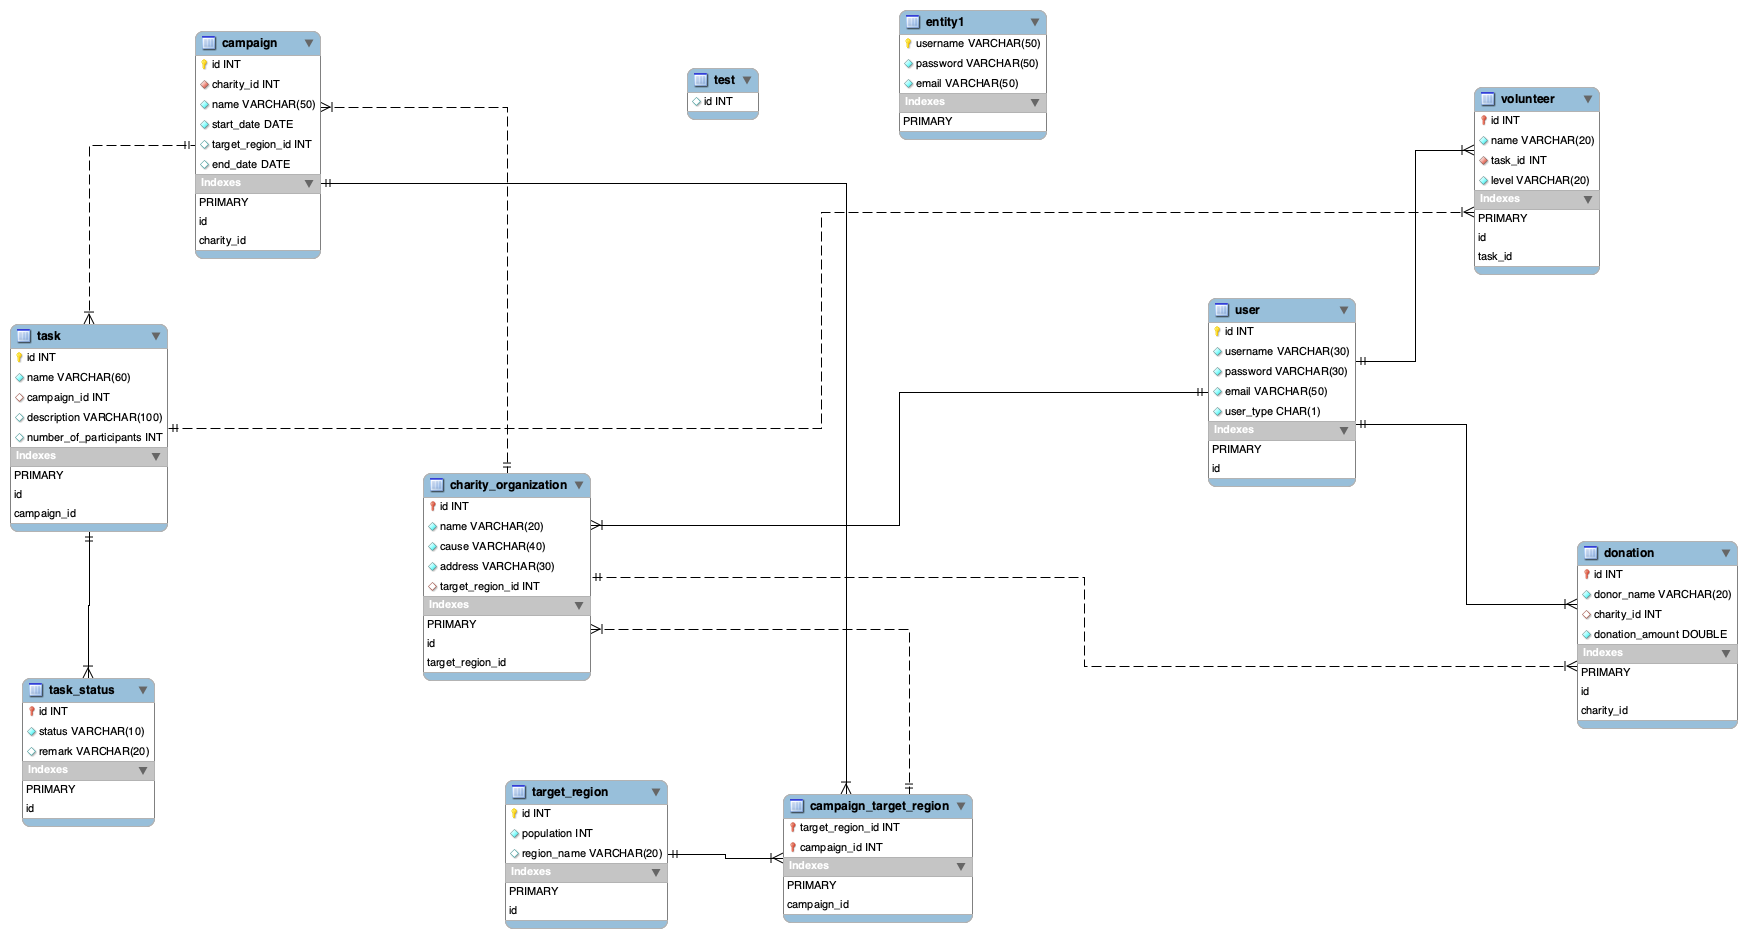 campaign
id INT
charity_id INT
name VARCHAR(50)
start_date DATE
target_region_id INT
end_date DATE
Indexes
PRIMARY
id
charity_id
test
id INT
entity1
username VARCHAR(50)
password VARCHAR(50)
email VARCHAR(50)
Indexes
PRIMARY
volunteer
id INT
name VARCHAR(20)
task_id INT
level VARCHAR(20)
Indexes
PRIMARY
id
task_id
task
id INT
name VARCHAR(60)
campaign_id INT
description VARCHAR(100)
number_of_participants INT
Indexes
PRIMARY
id
campaign_id
user
id INT
username VARCHAR(30)
password VARCHAR(30)
email VARCHAR(50)
user_type CHAR(1)
Indexes
PRIMARY
id
charity_organization
id INT
name VARCHAR(20)
cause VARCHAR(40)
address VARCHAR(30)
target_region_id INT
Indexes
PRIMARY
id
target_region_id
donation
id INT
donor_name VARCHAR(20)
charity_id INT
donation_amount DOUBLE
Indexes
PRIMARY
id
charity_id
task_status
id INT
status VARCHAR(10)
remark VARCHAR(20)
Indexes
PRIMARY
id
target_region
id INT
population INT
region_name VARCHAR(20)
Indexes
PRIMARY
id
campaign_target_region
target_region_id INT
campaign_id INT
Indexes
PRIMARY
campaign_id